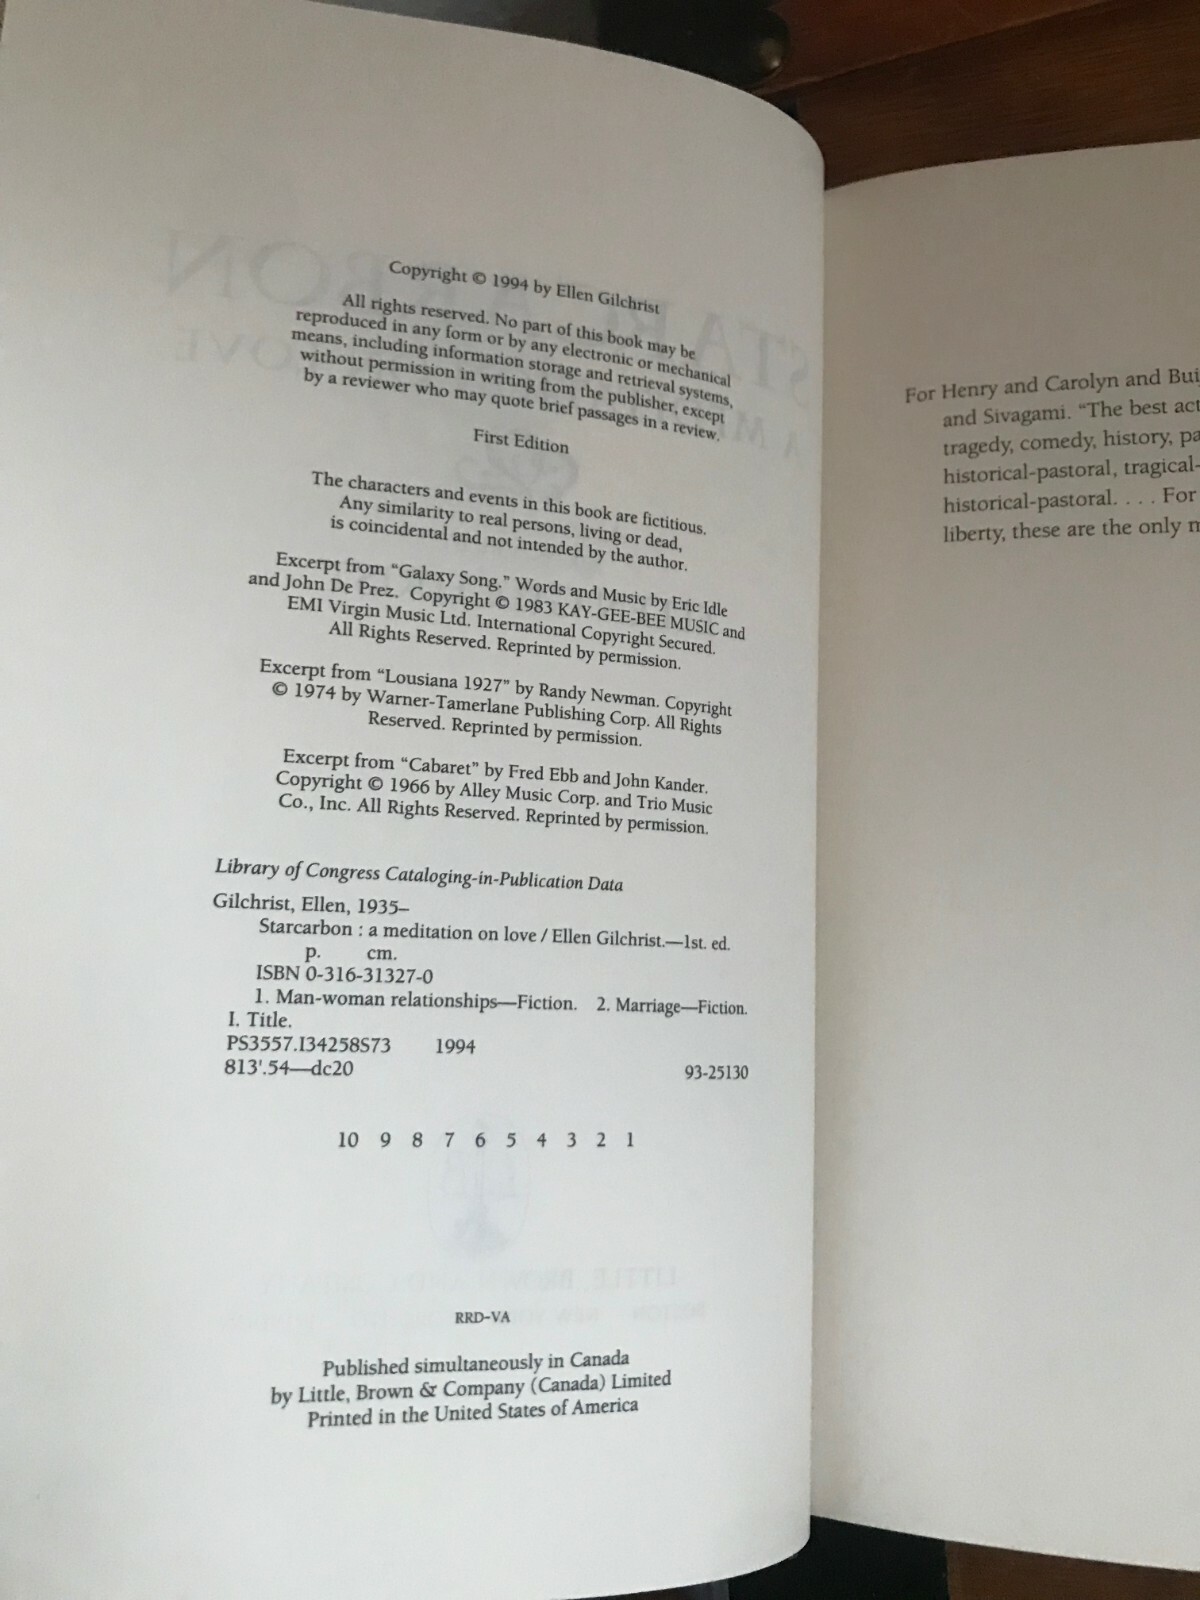 Copyright © 1994 by Ellen Gilchrist
All rights reserved. No part of this book may be
reproduced in any form or by any electronic or mechanical
means, including information storage and retrieval systems,
without permission in writing from the publisher, except
by a reviewer who may quote brief passages in a review.
First Edition
The characters and events in this book are fictitious.
Any similarity to real persons, living or dead,
is coincidental and not intended by the author.
Excerpt from “Galaxy Song.” Words and Music by Eric Idle
and John De Prez. Copyright © 1983 KAY-GEE-BEE MUSIC and
EMI Virgin Music Ltd. International Copyright Secured.
All Rights Reserved. Reprinted by permission.
Excerpt from “Lousiana 1927” by Randy Newman. Copyright
© 1974 by Warner-Tamerlane Publishing Corp. All Rights
Reserved. Reprinted by permission.
Excerpt from “Cabaret” by Fred Ebb and John Kander.
Copyright © 1966 by Alley Music Corp. and Trio Music
Co., Inc. All Rights Reserved. Reprinted by permission.
Library of Congress Cataloging-in-Publication Data
Gilchrist, Ellen, 1935–
Starcarbon : a meditation on love / Ellen Gilchrist.—1st. ed.
p. cm.
ISBN 0-316-31327-0
1. Man-woman relationships—Fiction. 2. Marriage—Fiction.
I. Title.
PS3557.I34258S73 1994
813'.54—dc20 93-25130
10 9 8 7 6 5 4 3 2 1
RRD-VA
Published simultaneously in Canada
by Little, Brown & Company (Canada) Limited
Printed in the United States of America
For Henry and Carolyn and
and Sivagami. “The best
tragedy, comedy, history,
historical-pastoral, tragical-
historical-pastoral. . . . For
liberty, these are the only